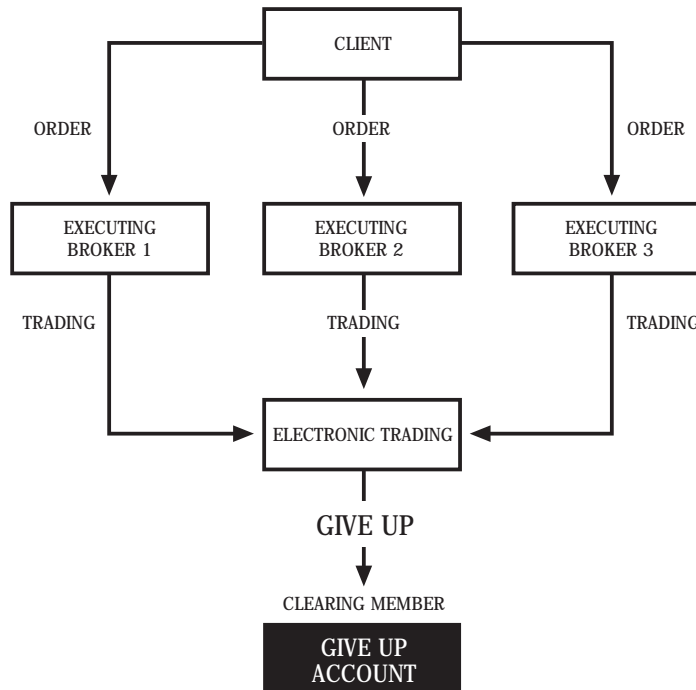 CLIENT
ORDER
ORDER
ORDER
EXECUTING
BROKER 1
EXECUTING
BROKER 2
EXECUTING
BROKER 3
TRADING
TRADING
TRADING
ELECTRONIC TRADING
GIVE UP
CLEARING MEMBER
GIVE UP
ACCOUNT